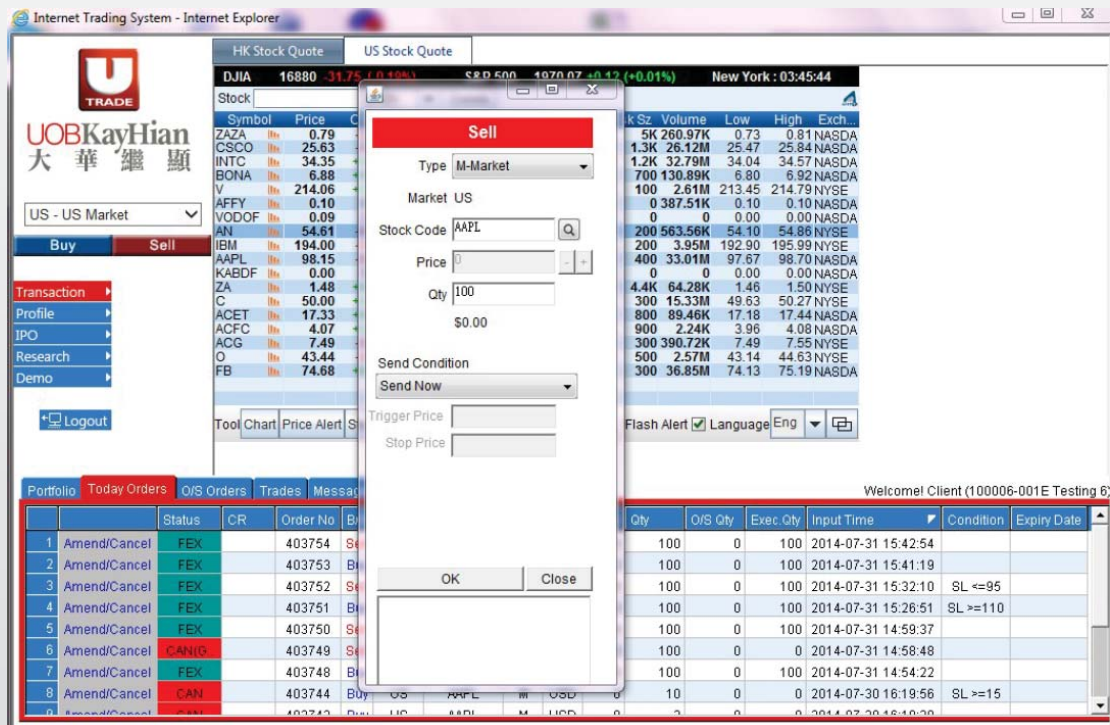 Internet Trading System - Internet Explorer
U
TRADE
UOBKayHian
大 華 繼 顯
US - US Market
Buy Sell
Transaction
Profile
IPO
Research
Demo
Logout
HK Stock Quote US Stock Quote
DJIA 16880 -31.75 (-0.19%) S&P 500 1970.07 +0.12 (+0.01%) New York : 03:45:44
Stock
Symbol Price k Sz Volume Low High Exch...
ZAZA 0.79 5K 260.97K 0.73 0.81 NASDA
CSCO 25.63 1.3K 26.12M 25.47 25.84 NASDA
INTC 34.35 1.2K 32.79M 34.04 34.57 NASDA
BONA 6.88 700 130.89K 6.80 6.92 NASDA
V 214.06 100 2.61M 213.45 214.79 NYSE
AFFY 0.10 0 387.51K 0.10 0.10 NASDA
VODOF 0.09 0 0 0.00 0.00 NASDA
AN 54.61 200 563.56K 54.10 54.86 NYSE
IBM 194.00 200 3.95M 192.90 195.99 NYSE
AAPL 98.15 400 33.01M 97.67 98.70 NASDA
KABDF 0.00 0 0 0.00 0.00 NASDA
ZA 1.48 4.4K 64.28K 1.46 1.50 NYSE
C 50.00 300 15.33M 49.63 50.27 NYSE
ACET 17.33 800 89.46K 17.18 17.44 NASDA
ACFC 4.07 900 2.24K 3.96 4.08 NASDA
ACG 7.49 300 390.72K 7.49 7.55 NYSE
O 43.44 500 2.57M 43.14 44.63 NYSE
FB 74.68 300 36.85M 74.13 75.19 NASDA
Tool Chart Price Alert Flash Alert Language Eng
Sell
Type M-Market
Market US
Stock Code AAPL
Price 0 - +
Qty 100
$0.00
Send Condition
Send Now
Trigger Price
Stop Price
OK Close
Portfolio Today Orders O/S Orders Trades Messag
Welcome! Client (100006-001E Testing 6)
Status CR Order No Qty O/S Qty Exec.Qty Input Time Condition Expiry Date
1 Amend/Cancel FEX 403754 Se 100 0 100 2014-07-31 15:42:54
2 Amend/Cancel FEX 403753 Bu 100 0 100 2014-07-31 15:41:19
3 Amend/Cancel FEX 403752 Se 100 0 100 2014-07-31 15:32:10 SL <=95
4 Amend/Cancel FEX 403751 Bu 100 0 100 2014-07-31 15:26:51 SL >=110
5 Amend/Cancel FEX 403750 Se 100 0 100 2014-07-31 14:59:37
6 Amend/Cancel CAN(G.. 403749 Se 100 0 0 2014-07-31 14:58:48
7 Amend/Cancel FEX 403748 Bu 100 0 100 2014-07-31 14:54:22
8 Amend/Cancel CAN 403744 Buy US AAPL M USD 0 10 0 0 2014-07-30 16:19:56 SL >=15